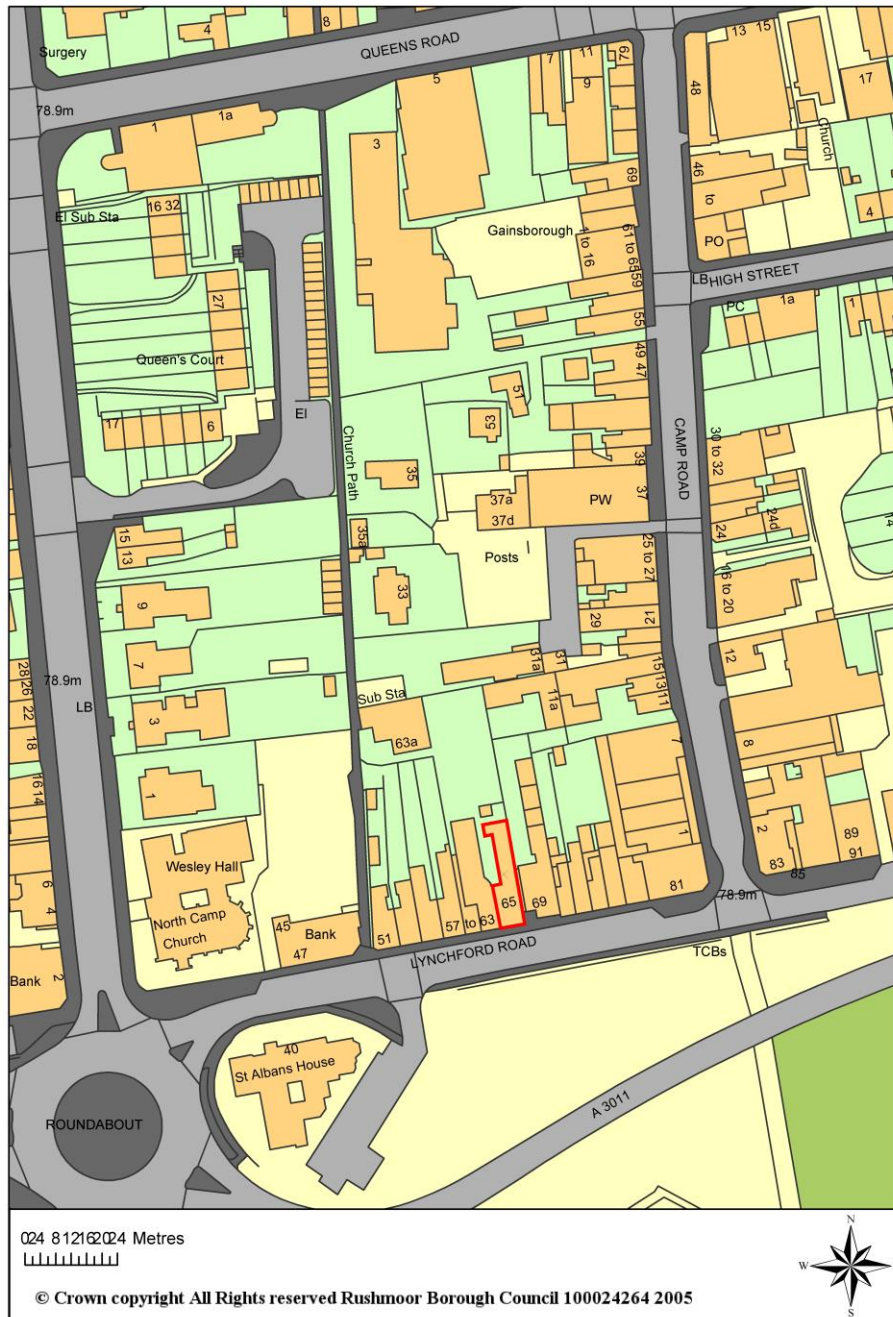 QUEENS ROAD
Surgery
4
8
5
7
11
9
79
48
13
15
17
78.9m
1
1a
3
Church
46
to
PO
4
69
El Sub Sta
16 32
Gainsborough
1 to 16
61 to 65
59
55
LB
HIGH STREET
PC
1a
1
27
Queen's Court
49
47
51
53
17
6
El
Church Path
35
39
37
CAMP ROAD
30 to 32
37a
37d
PW
24
24d
14
15
13
35a
Posts
25 to 27
16 to 20
9
33
29
21
7
31a
31
15
13
11
12
78.9m
28
26
22
18
LB
3
Sub Sta
11a
63a
7
8
1
16
14
1
2
Wesley Hall
6
4
North Camp
Church
45
Bank
47
51
57 to 63
65
69
81
83
85
89
91
78.9m
Bank
2
LYNCHFORD ROAD
TCBs
40
St Albans House
A 3011
ROUNDABOUT
024 8 12162024 Metres
N
W
E
S
© Crown copyright All Rights reserved Rushmoor Borough Council 100024264 2005